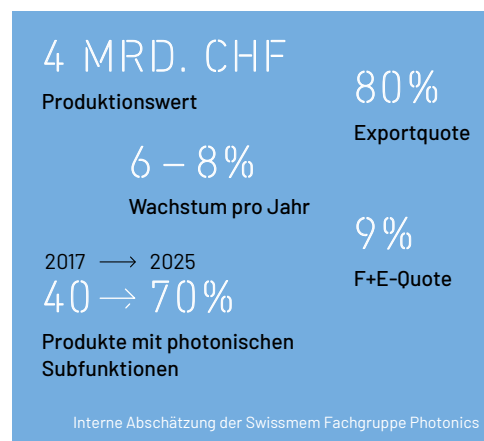 4 MRD. CHF
Produktionswert
80%
Exportquote
6 – 8%
Wachstum pro Jahr
9%
F+E-Quote
2017 → 2025
40 → 70%
Produkte mit photonischen
Subfunktionen
Interne Abschätzung der Swissmem Fachgruppe Photonics